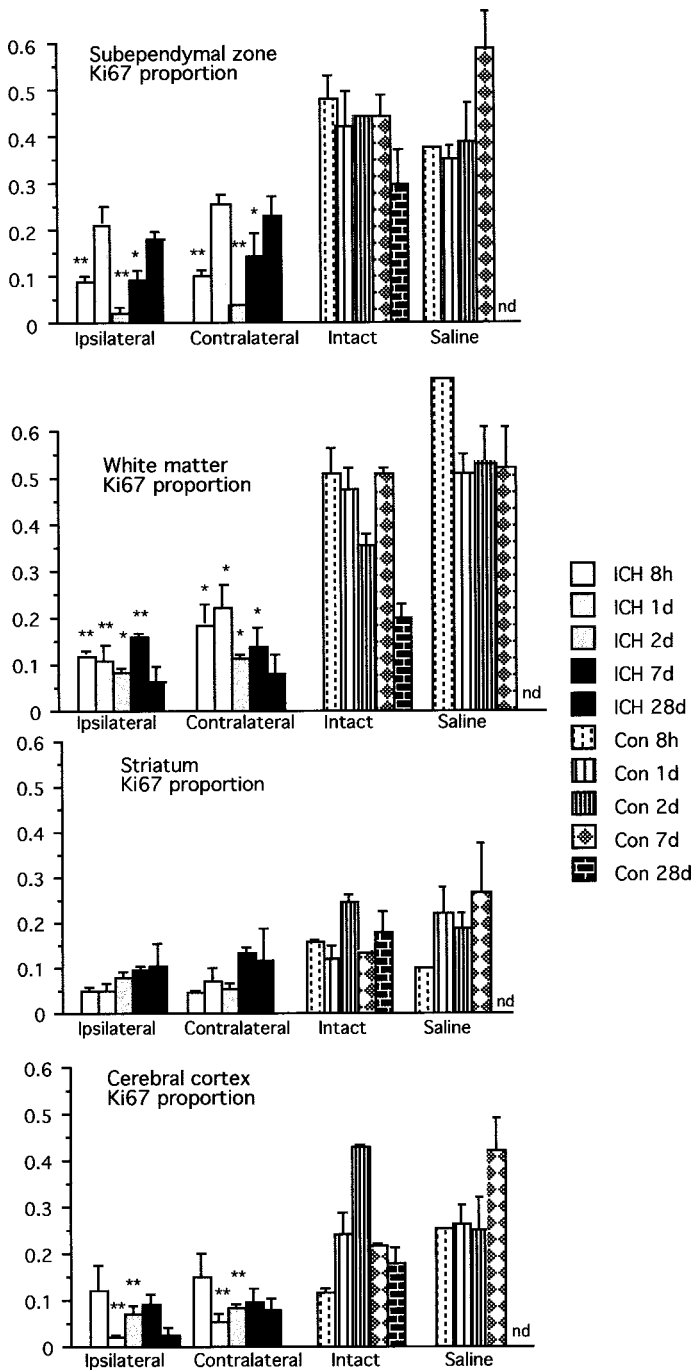 Subependymal zone
Ki67 proportion
0.6
0.5
0.4
0.3
0.2
0.1
0
** ** * ** ** *
nd
Ipsilateral Contralateral Intact Saline
White matter
Ki67 proportion
0.6
0.5
0.4
0.3
0.2
0.1
0
** ** * ** * * * *
nd
Ipsilateral Contralateral Intact Saline
Striatum
Ki67 proportion
0.6
0.5
0.4
0.3
0.2
0.1
0
nd
Ipsilateral Contralateral Intact Saline
Cerebral cortex
Ki67 proportion
0.6
0.5
0.4
0.3
0.2
0.1
0
** ** ** **
nd
Ipsilateral Contralateral Intact Saline
ICH 8h
ICH 1d
ICH 2d
ICH 7d
ICH 28d
Con 8h
Con 1d
Con 2d
Con 7d
Con 28d